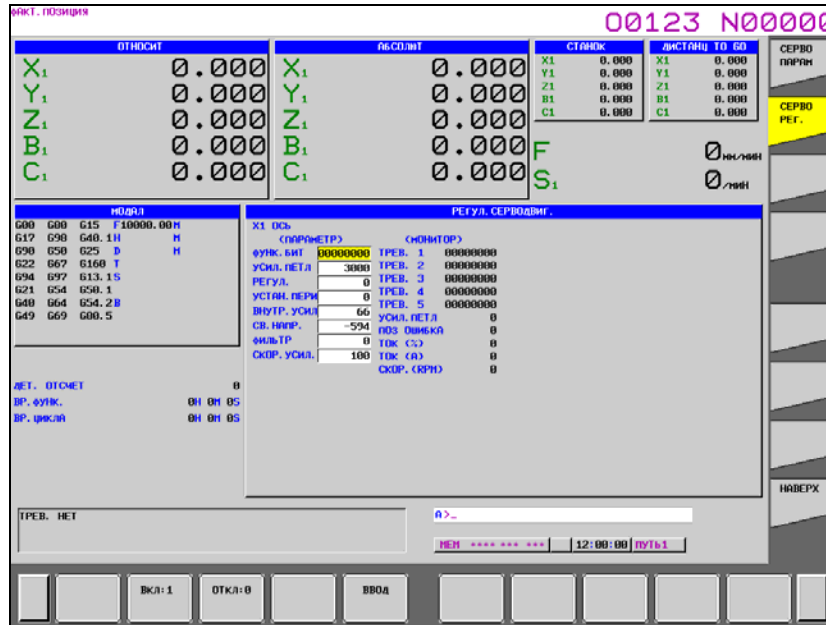 ФАКТ. ПОЗИЦИЯ
O0123 N0000
ОТНОСИТ
X1 0.000
Y1 0.000
Z1 0.000
B1 0.000
C1 0.000
АБСОЛЮТ
X1 0.000
Y1 0.000
Z1 0.000
B1 0.000
C1 0.000
СТАНОК
X1 0.000
Y1 0.000
Z1 0.000
B1 0.000
C1 0.000
ДИСТАНЦ TO GO
X1 0.000
Y1 0.000
Z1 0.000
B1 0.000
C1 0.000
F 0 ММ/МИН
S1 0 /МИН
МОДАЛ
G00 G80 G15 F10000.00 M
G17 G98 G40.1 H M
G90 G50 G25 D M
G22 G67 G160 T
G94 G97 G13.1 S
G21 G54 G50.1
G40 G64 G54.2 B
G49 G69 G80.5
ДЕТ. ОТСЧЕТ 0
ВР. ФУНК. 0H 0M 0S
ВР. ЦИКЛА 0H 0M 0S
РЕГУЛ. СЕРВОДВИГ.
X1 ОСЬ
(ПАРАМЕТР) (МОНИТОР)
ФУНК. БИТ 00000000 ТРЕВ. 1 00000000
УСИЛ. ПЕТЛ 3000 ТРЕВ. 2 00000000
РЕГУЛ. 0 ТРЕВ. 3 00000000
УСТАН. ПЕРИ 0 ТРЕВ. 4 00000000
ВНУТР. УСИЛ 66 ТРЕВ. 5 00000000
СВ. НАПР. -594 УСИЛ. ПЕТЛ 0
ФИЛЬТР 0 ПОЗ ОШИБКА 0
СКОР. УСИЛ. 100 ТОК (%) 0
ТОК (A) 0
СКОР. (RPM) 0
ТРЕВ. НЕТ
A>_
MEM **** *** *** 12:00:00 ПУТЬ1
СЕРВО
ПАРАМ
СЕРВО
РЕГ.
НАВЕРХ
ВКЛ:1 ОТКЛ:0 ВВОД